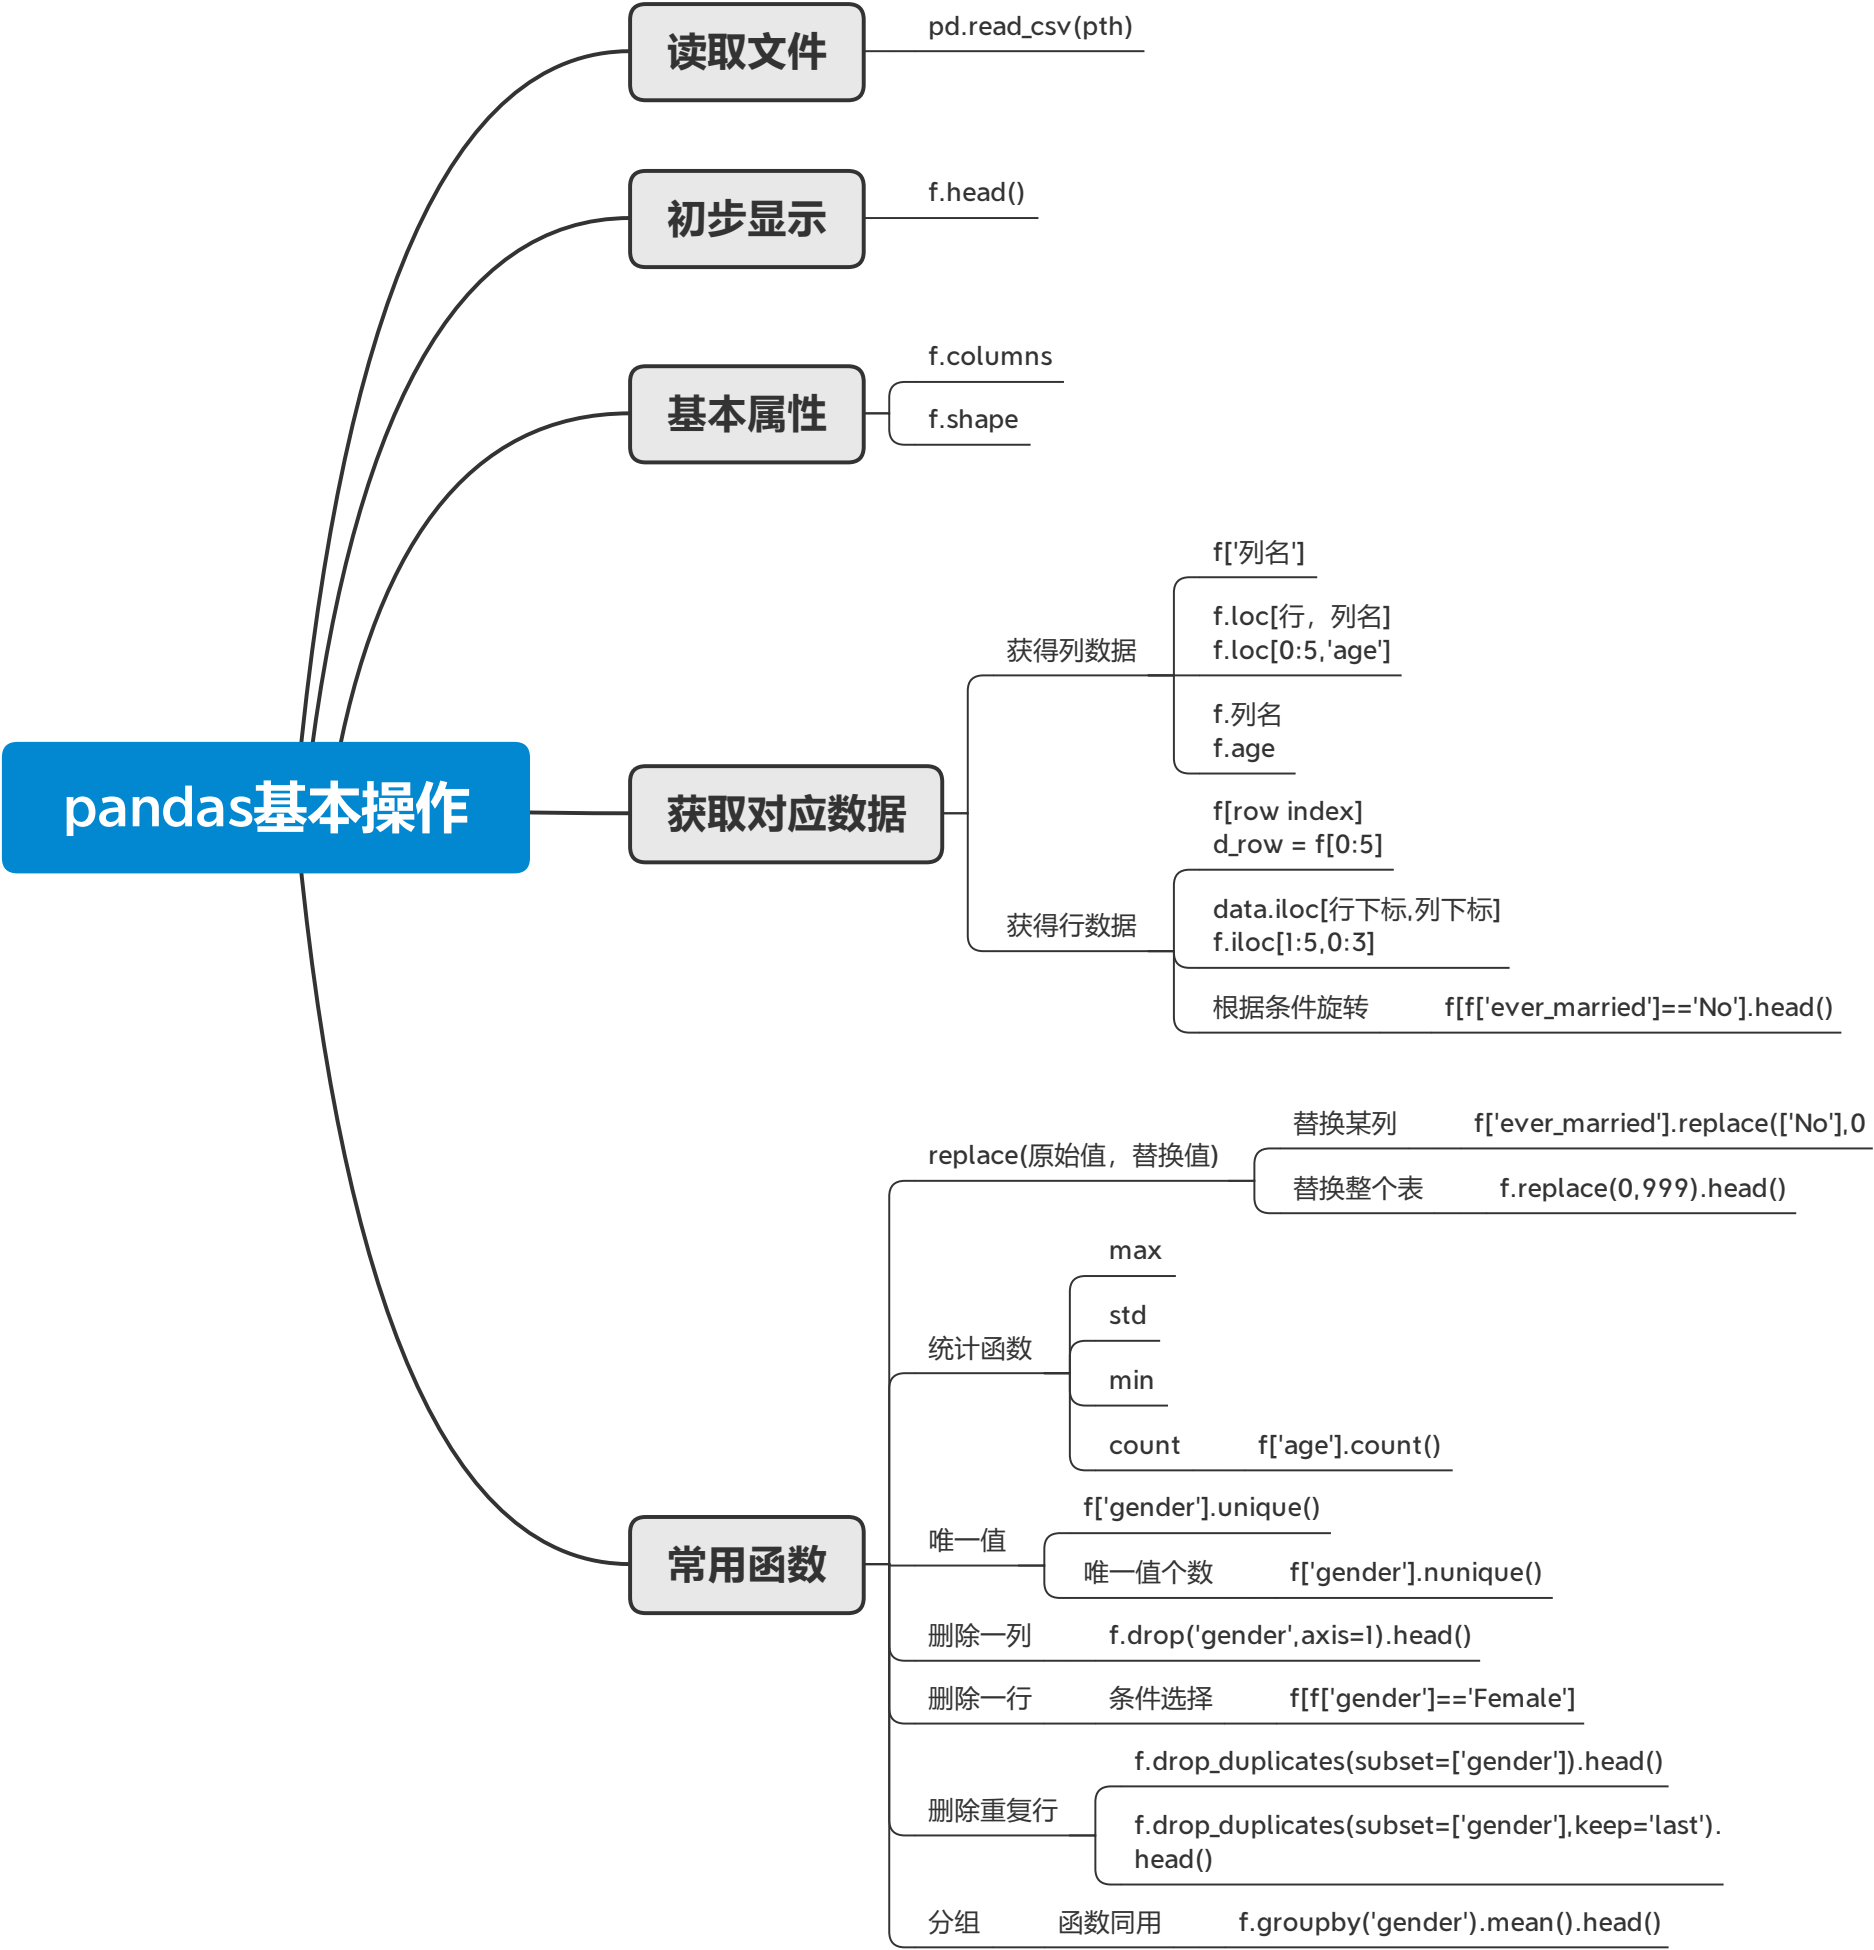 pandas基本操作
读取文件
pd.read_csv(pth)
初步显示
f.head()
基本属性
f.columns
f.shape
获取对应数据
获得列数据
f['列名']
f.loc[行，列名]
f.loc[0:5,'age']
f.列名
f.age
获得行数据
f[row index]
d_row = f[0:5]
data.iloc[行下标,列下标]
f.iloc[1:5,0:3]
根据条件旋转
f[f['ever_married']=='No'].head()
常用函数
replace(原始值，替换值)
替换某列
f['ever_married'].replace(['No'],0
替换整个表
f.replace(0,999).head()
统计函数
max
std
min
count
f['age'].count()
唯一值
f['gender'].unique()
唯一值个数
f['gender'].nunique()
删除一列
f.drop('gender',axis=1).head()
删除一行
条件选择
f[f['gender']=='Female']
删除重复行
f.drop_duplicates(subset=['gender']).head()
f.drop_duplicates(subset=['gender'],keep='last').
head()
分组
函数同用
f.groupby('gender').mean().head()